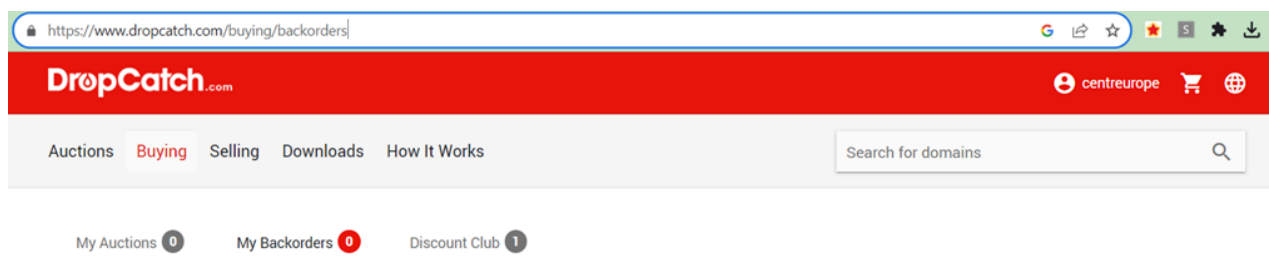 https://www.dropcatch.com/buying/backorders
G S
DropCatch.com centreurope
Auctions Buying Selling Downloads How It Works Search for domains
My Auctions 0 My Backorders 0 Discount Club 1